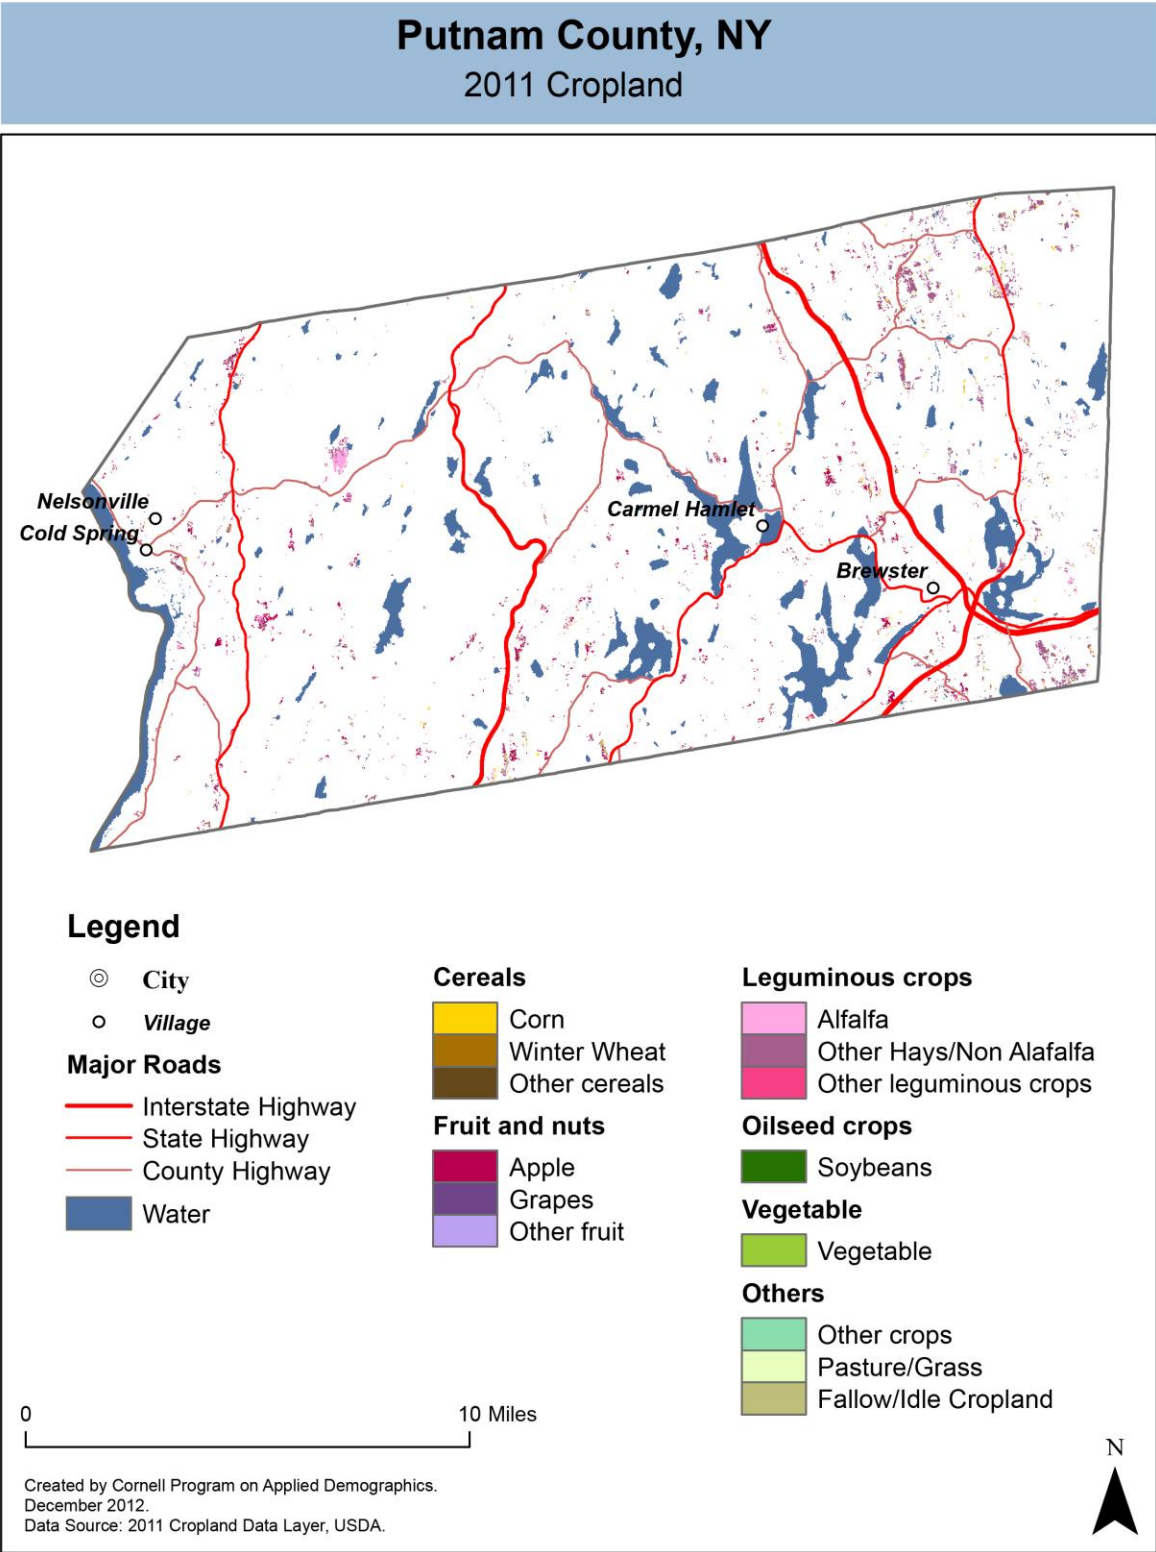 Putnam County, NY
2011 Cropland
Nelsonville
Cold Spring
Carmel Hamlet
Brewster
Legend
City
Village
Major Roads
Interstate Highway
State Highway
County Highway
Water
Cereals
Corn
Winter Wheat
Other cereals
Fruit and nuts
Apple
Grapes
Other fruit
Leguminous crops
Alfalfa
Other Hays/Non Alafalfa
Other leguminous crops
Oilseed crops
Soybeans
Vegetable
Vegetable
Others
Other crops
Pasture/Grass
Fallow/Idle Cropland
0 10 Miles
N
Created by Cornell Program on Applied Demographics.
December 2012.
Data Source: 2011 Cropland Data Layer, USDA.